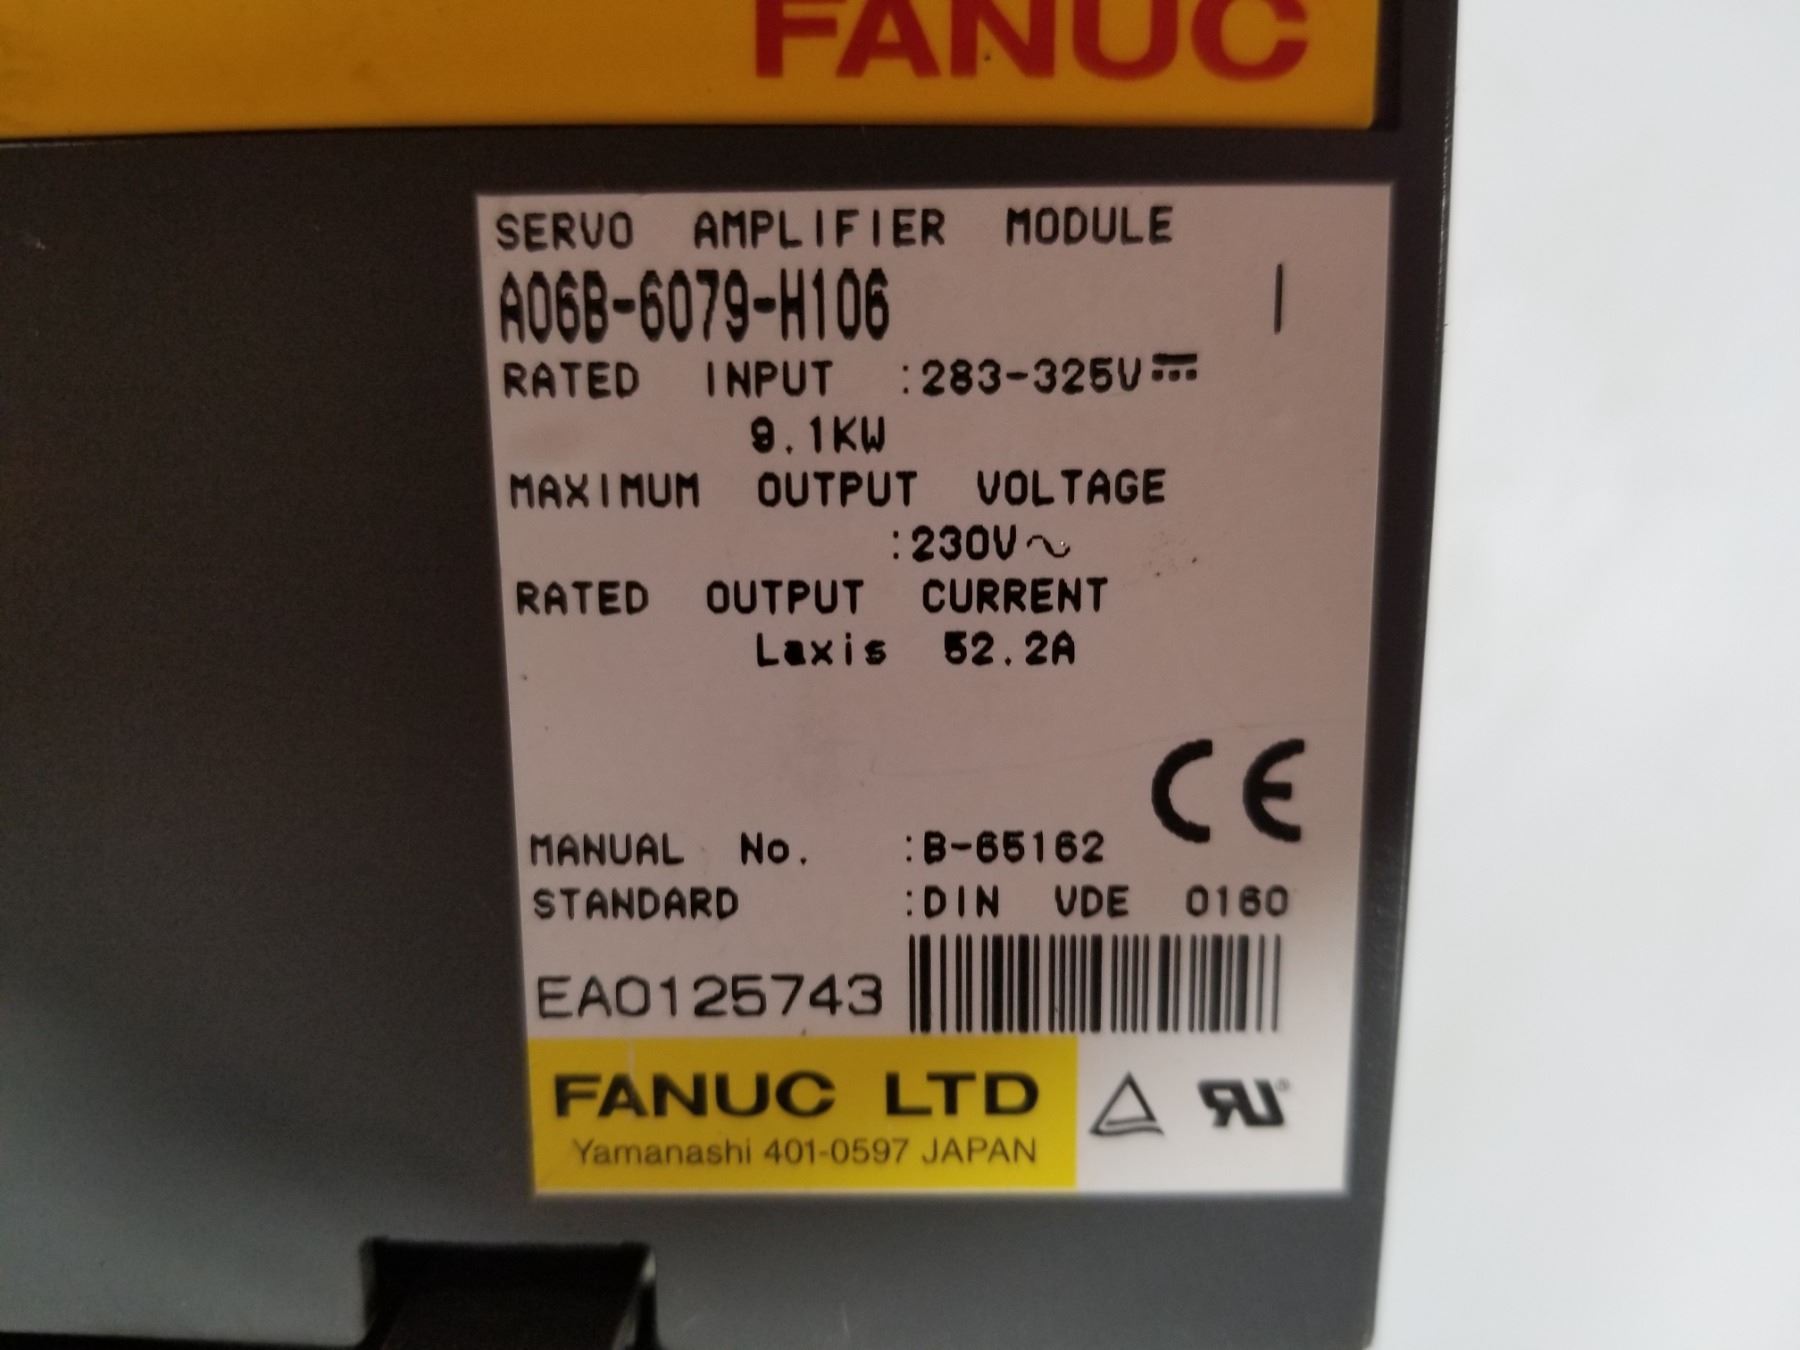 FANUC
SERVO AMPLIFIER MODULE
A06B-6079-H106 I
RATED INPUT :283-325V⎓
9.1KW
MAXIMUM OUTPUT VOLTAGE
:230V~
RATED OUTPUT CURRENT
Laxis 52.2A
CE
MANUAL No. :B-65162
STANDARD :DIN VDE 0160
EA0125743
FANUC LTD
Yamanashi 401-0597 JAPAN